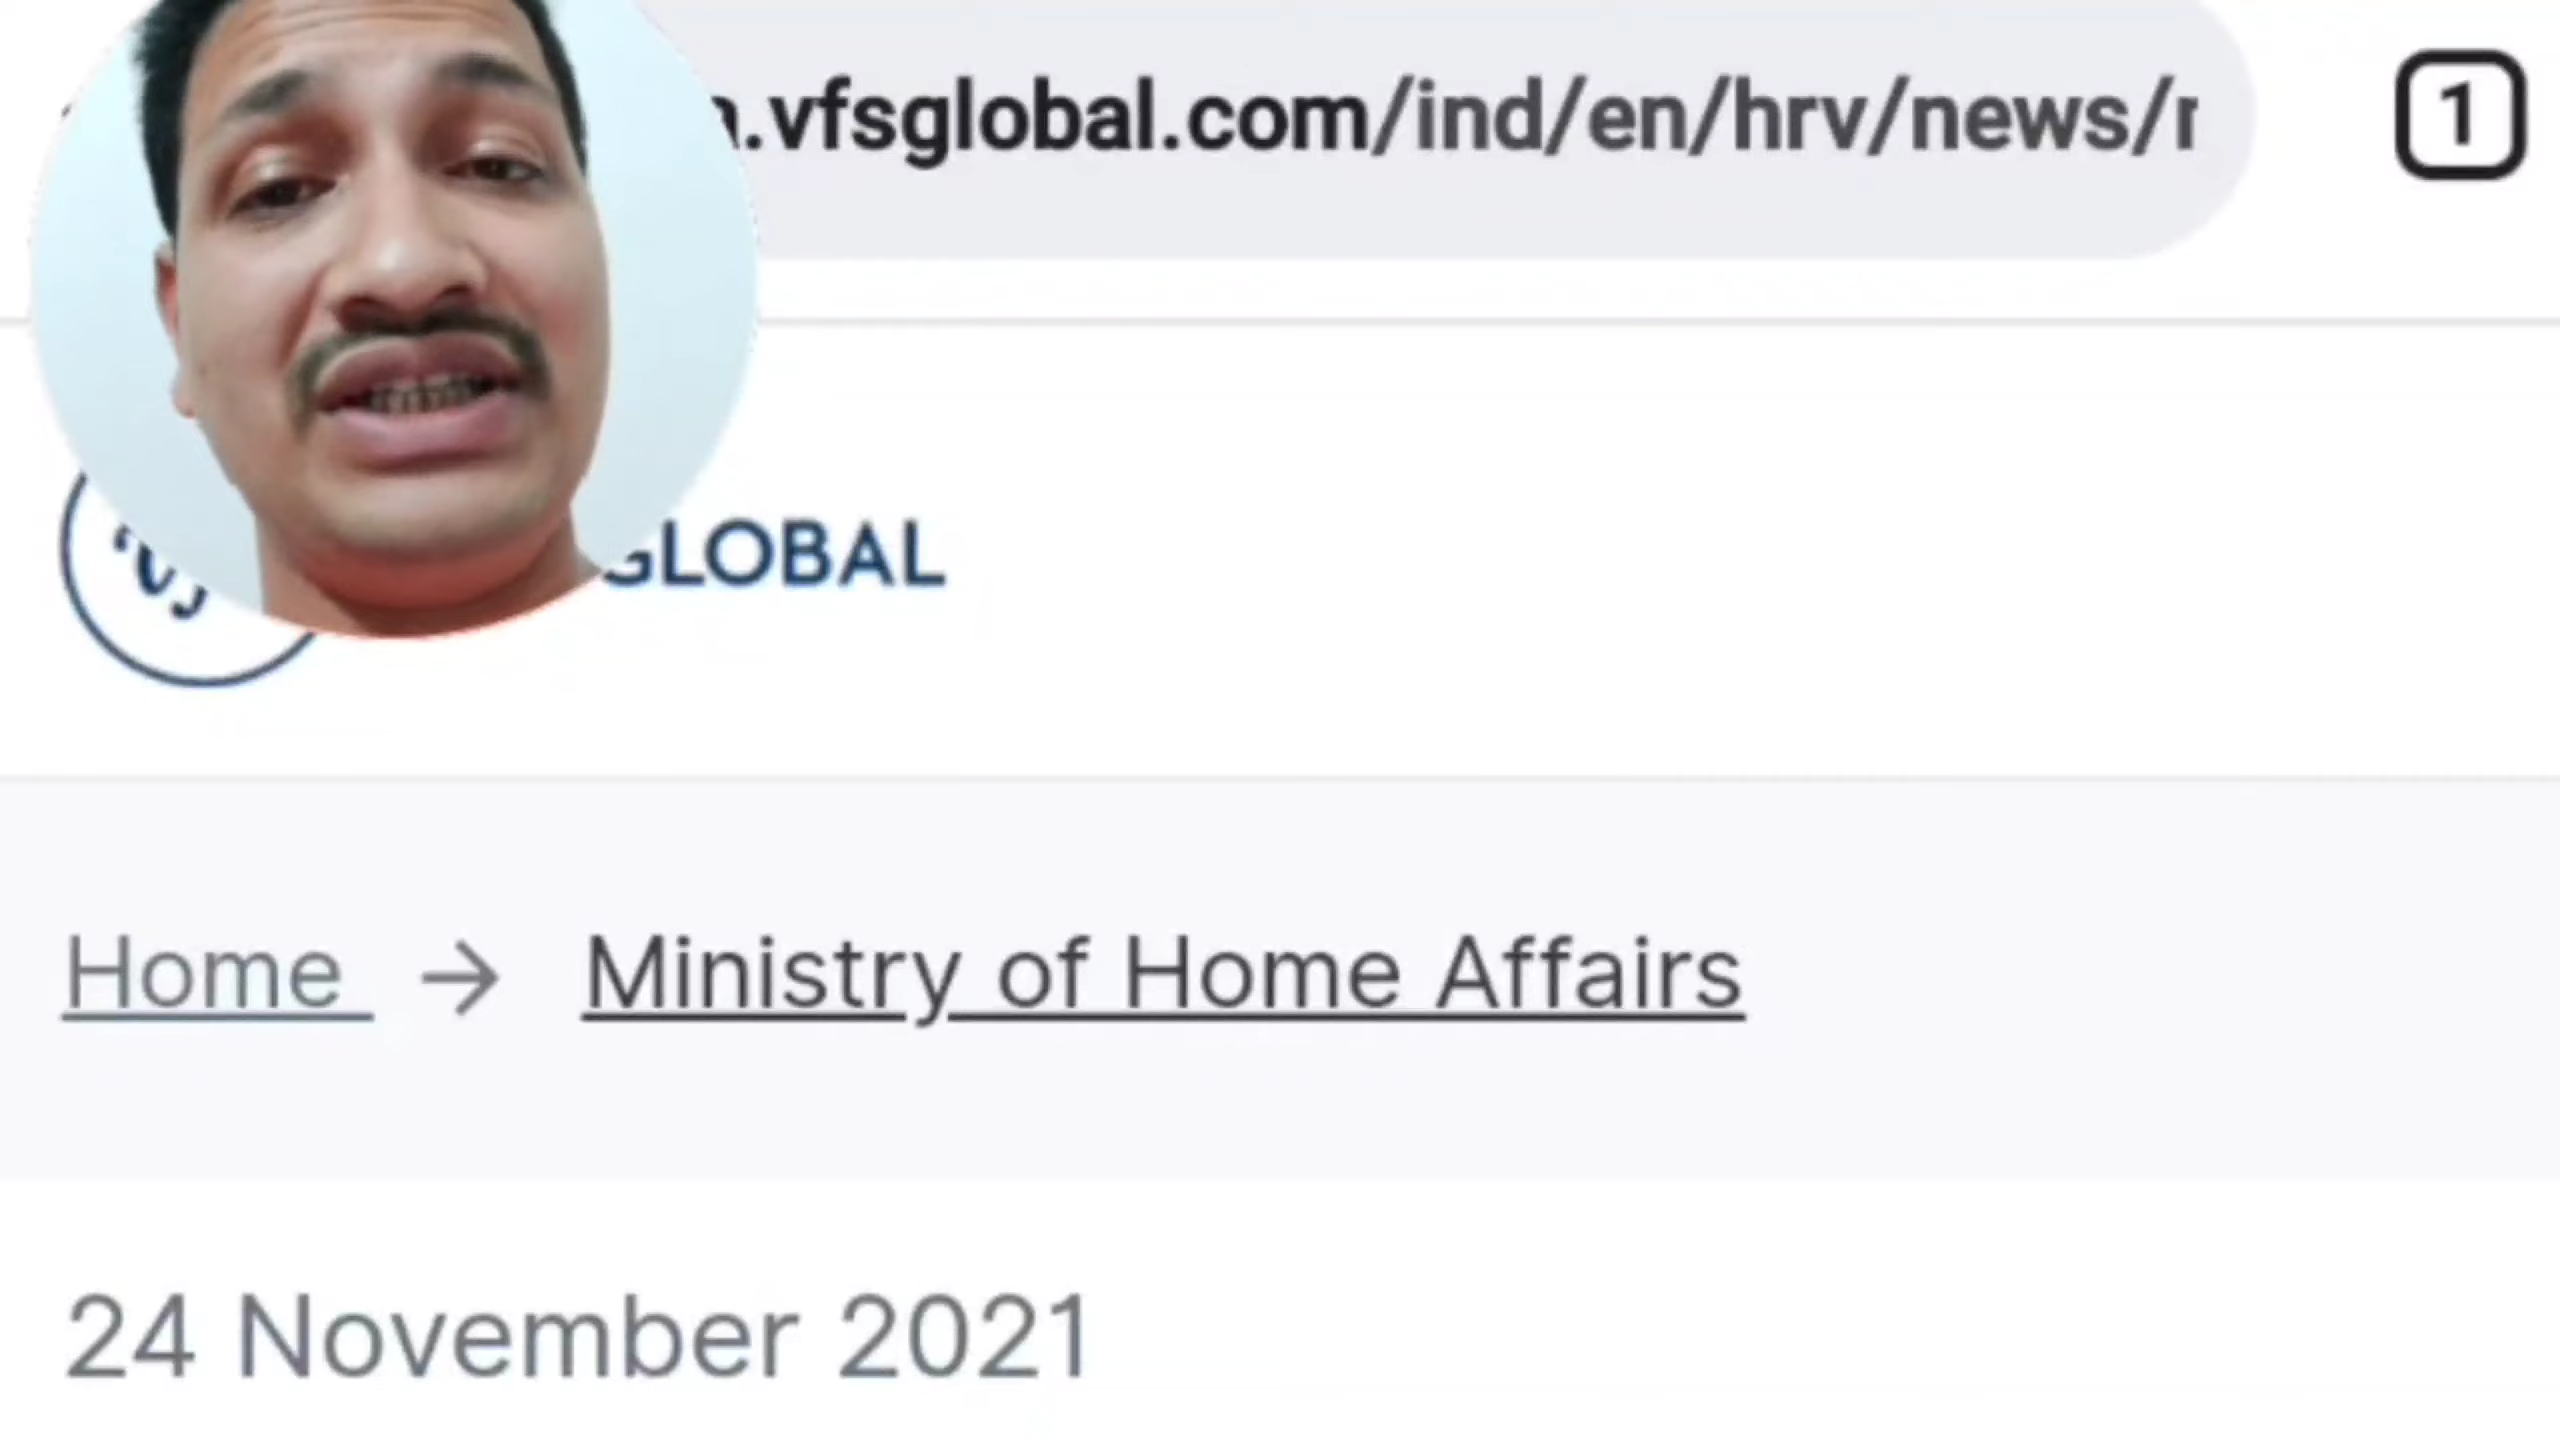 .vfsglobal.com/ind/en/hrv/news/
1
GLOBAL
Home → Ministry of Home Affairs
24 November 2021